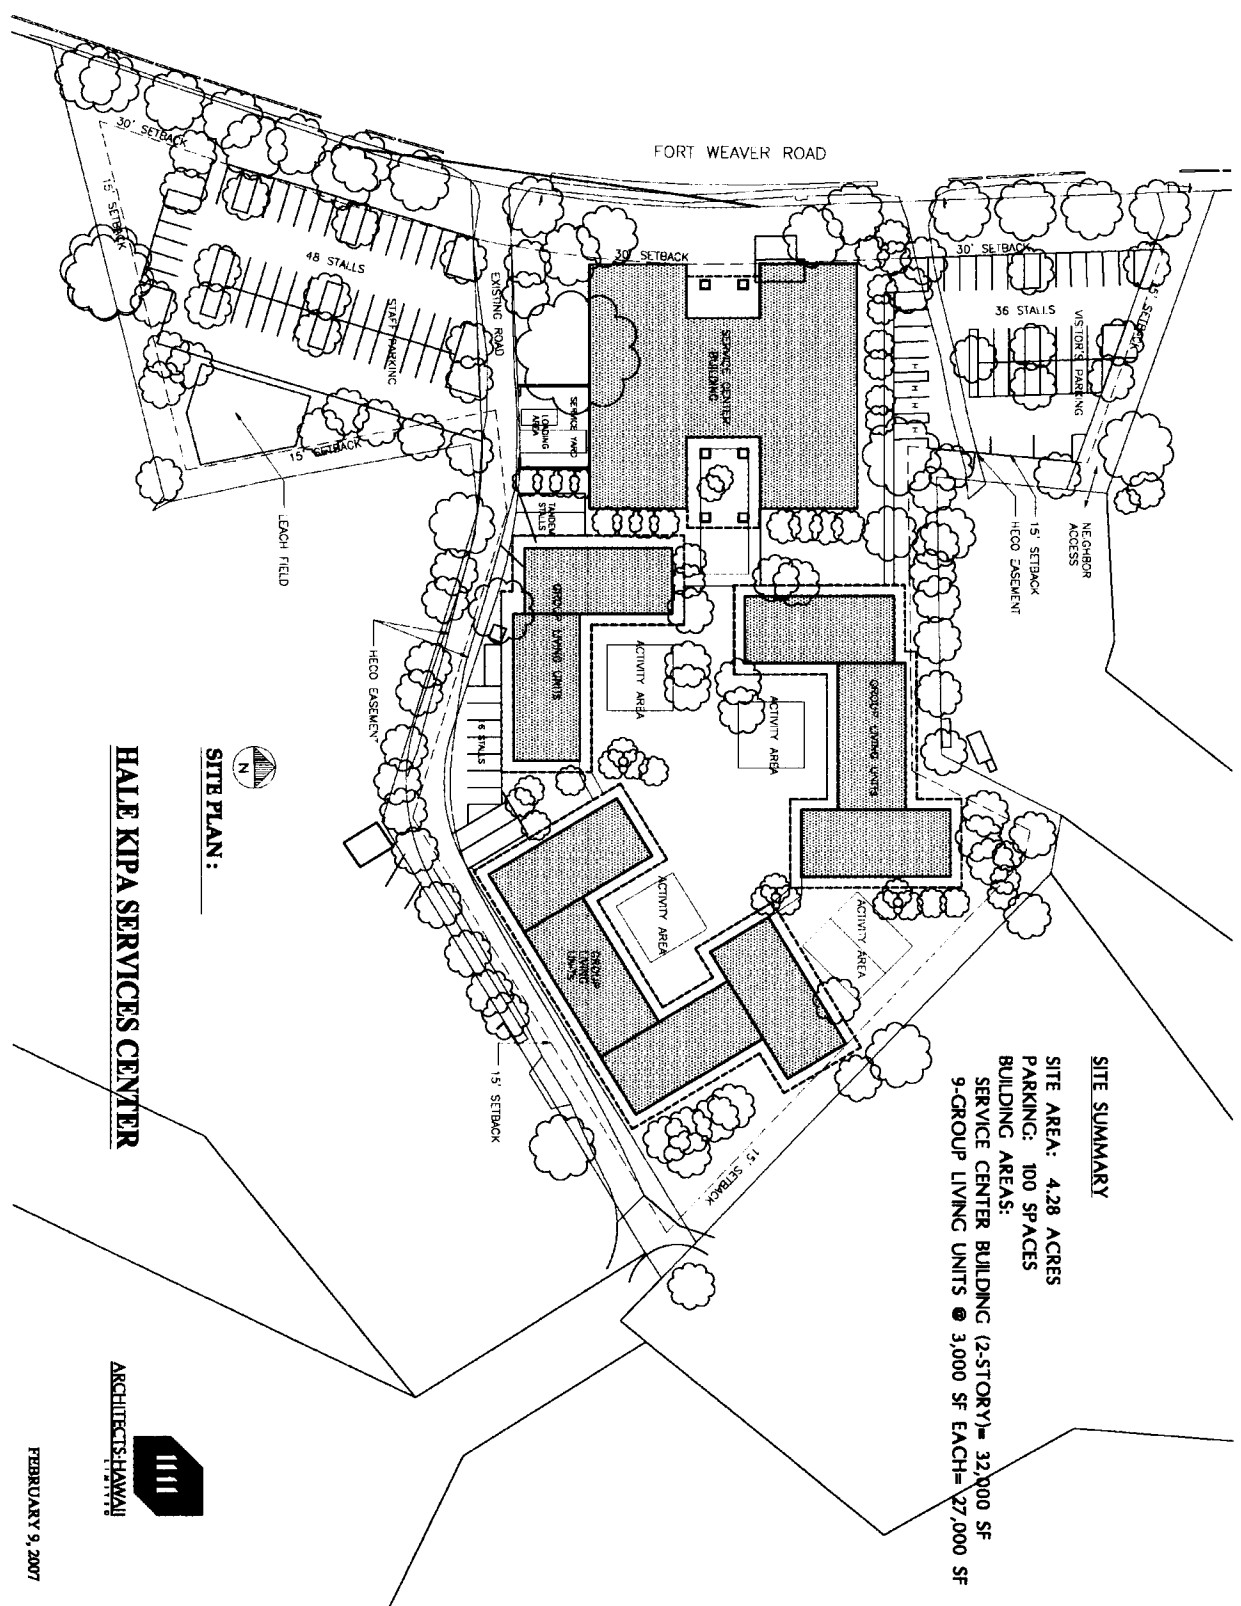 FORT WEAVER ROAD
30' SETBACK
15' SETBACK
48 STALLS
STAFF PARKING
EXISTING ROAD
30' SETBACK
SERVICE CENTER
BUILDING
30' SETBACK
15' SETBACK
36 STALLS
VISITOR'S PARKING
H
H
H
H
SERVICE YARD
LOADING
AREA
TANDEM
STALLS
15' SETBACK
LEACH FIELD
NEIGHBOR
ACCESS
15' SETBACK
HECO EASEMENT
GROUP LIVING UNITS
ACTIVITY AREA
ACTIVITY AREA
GROUP LIVING UNITS
HECO EASEMENT
16 STALLS
ACTIVITY AREA
ACTIVITY AREA
GROUP
LIVING
UNITS
15' SETBACK
15' SETBACK
N
SITE PLAN:
HALE KIPA SERVICES CENTER
SITE SUMMARY
SITE AREA: 4.28 ACRES
PARKING: 100 SPACES
BUILDING AREAS:
SERVICE CENTER BUILDING (2-STORY)= 32,000 SF
9-GROUP LIVING UNITS @ 3,000 SF EACH= 27,000 SF
ARCHITECTS HAWAII
LIMITED
FEBRUARY 9, 2007